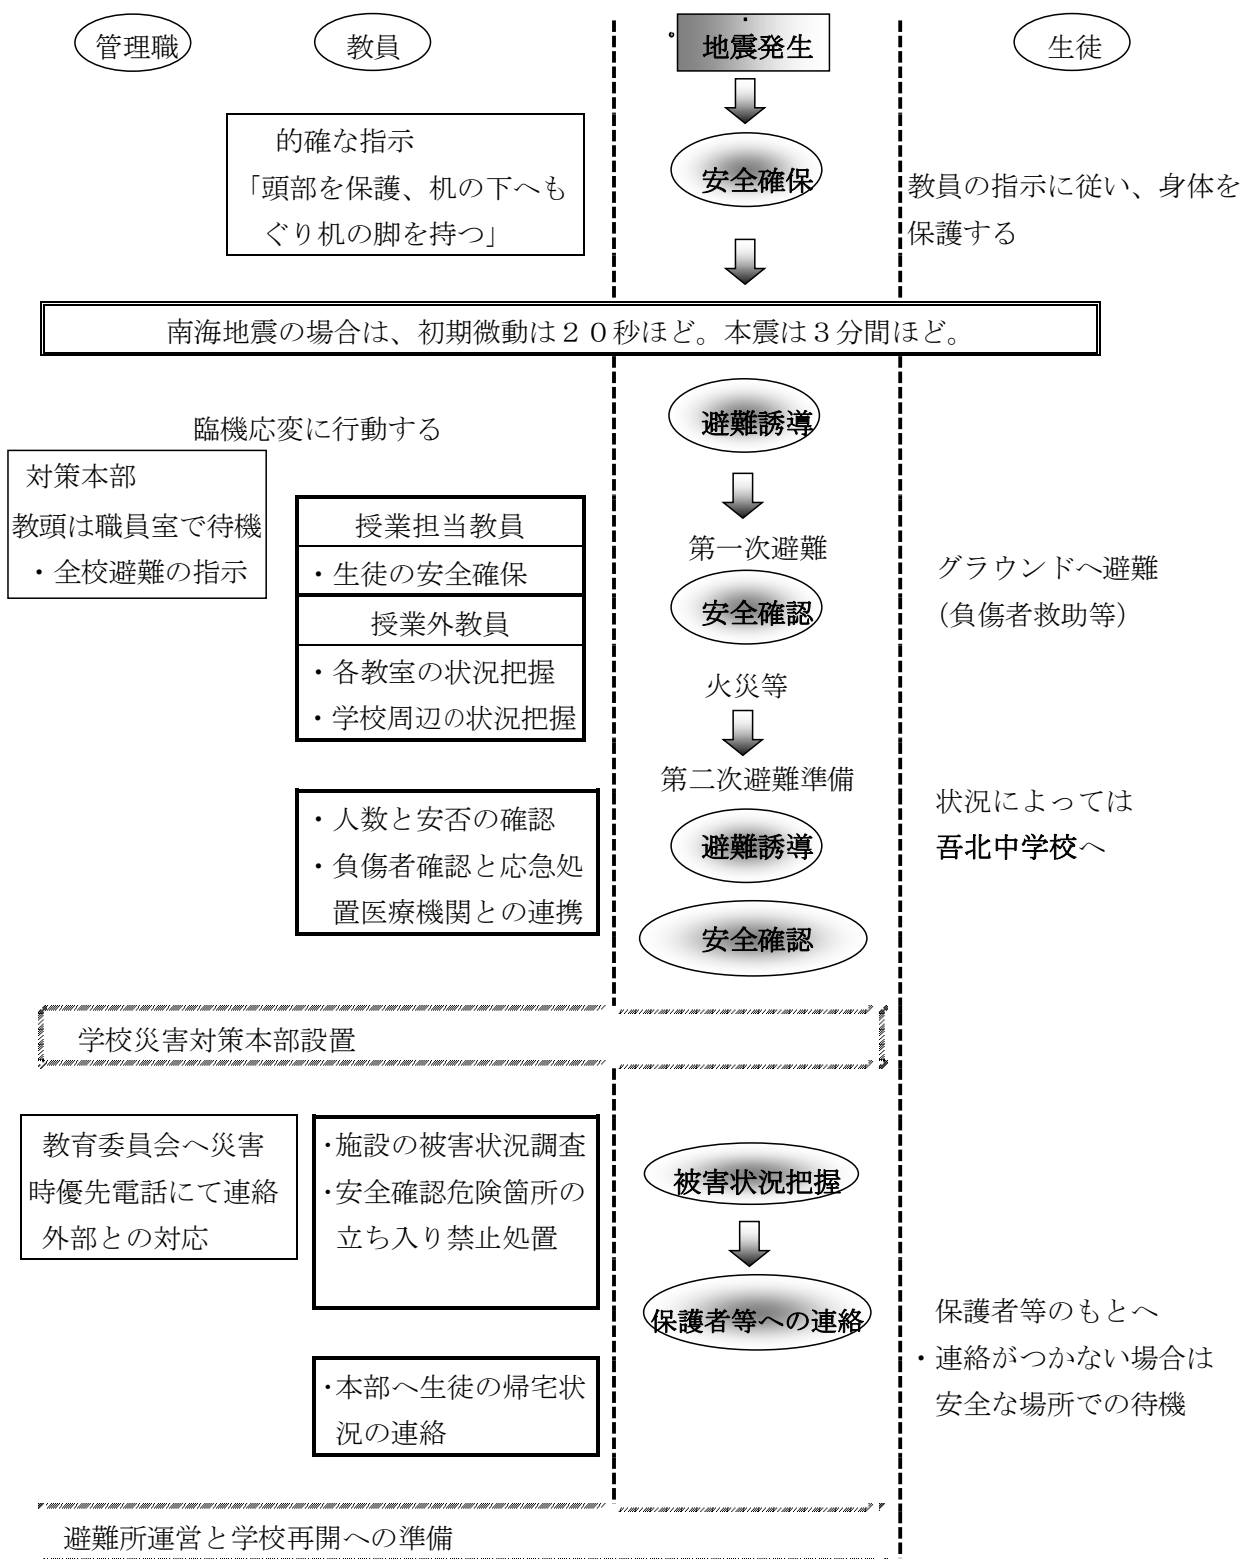 管理職
教員
地震発生
生徒
的確な指示
「頭部を保護、机の下へも
ぐり机の脚を持つ」
安全確保
教員の指示に従い、身体を
保護する
南海地震の場合は、初期微動は２０秒ほど。本震は３分間ほど。
臨機応変に行動する
避難誘導
対策本部
教頭は職員室で待機
・全校避難の指示
授業担当教員
・生徒の安全確保
授業外教員
・各教室の状況把握
・学校周辺の状況把握
第一次避難
安全確認
火災等
グラウンドへ避難
（負傷者救助等）
第二次避難準備
避難誘導
安全確認
・人数と安否の確認
・負傷者確認と応急処
置医療機関との連携
状況によっては
吾北中学校へ
学校災害対策本部設置
教育委員会へ災害
時優先電話にて連絡
外部との対応
・施設の被害状況調査
・安全確認危険箇所の
立ち入り禁止処置
被害状況把握
保護者等への連絡
保護者等のもとへ
・連絡がつかない場合は
安全な場所での待機
・本部へ生徒の帰宅状
況の連絡
避難所運営と学校再開への準備